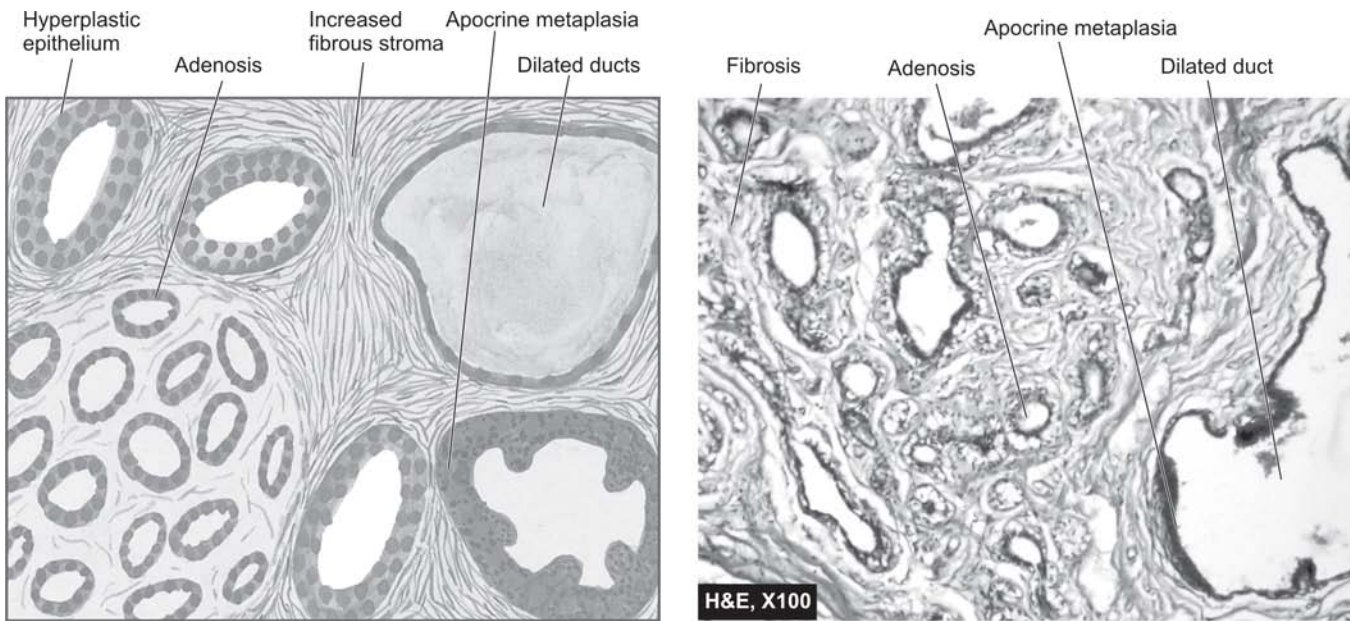 Hyperplastic
epithelium
Adenosis
Increased
fibrous stroma
Apocrine metaplasia
Dilated ducts
Fibrosis
Adenosis
Apocrine metaplasia
Dilated duct
H&E, X100